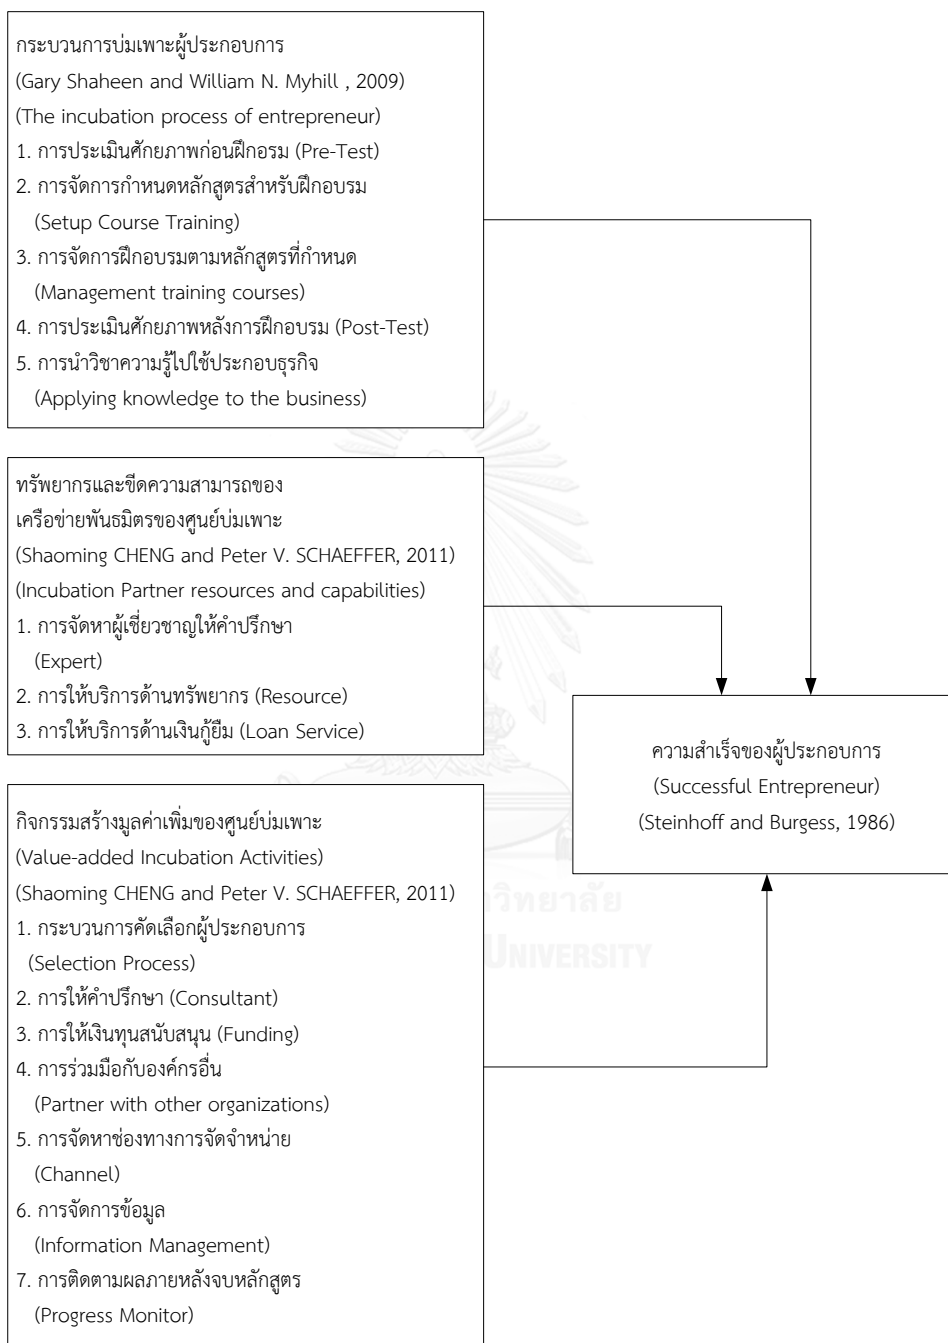 กระบวนการบ่มเพาะผู้ประกอบการ
(Gary Shaheen and William N. Myhill , 2009)
(The incubation process of entrepreneur)
1. การประเมินศักยภาพก่อนฝึกอรม (Pre-Test)
2. การจัดการกำหนดหลักสูตรสำหรับฝึกอบรม
(Setup Course Training)
3. การจัดการฝึกอบรมตามหลักสูตรที่กำหนด
(Management training courses)
4. การประเมินศักยภาพหลังการฝึกอบรม (Post-Test)
5. การนำวิชาความรู้ไปใช้ประกอบธุรกิจ
(Applying knowledge to the business)
ทรัพยากรและขีดความสามารถของ
เครือข่ายพันธมิตรของศูนย์บ่มเพาะ
(Shaoming CHENG and Peter V. SCHAEFFER, 2011)
(Incubation Partner resources and capabilities)
1. การจัดหาผู้เชี่ยวชาญให้คำปรึกษา
(Expert)
2. การให้บริการด้านทรัพยากร (Resource)
3. การให้บริการด้านเงินกู้ยืม (Loan Service)
ความสำเร็จของผู้ประกอบการ
(Successful Entrepreneur)
(Steinhoff and Burgess, 1986)
กิจกรรมสร้างมูลค่าเพิ่มของศูนย์บ่มเพาะ
(Value-added Incubation Activities)
(Shaoming CHENG and Peter V. SCHAEFFER, 2011)
1. กระบวนการคัดเลือกผู้ประกอบการ
(Selection Process)
2. การให้คำปรึกษา (Consultant)
3. การให้เงินทุนสนับสนุน (Funding)
4. การร่วมมือกับองค์กรอื่น
(Partner with other organizations)
5. การจัดหาช่องทางการจัดจำหน่าย
(Channel)
6. การจัดการข้อมูล
(Information Management)
7. การติดตามผลภายหลังจบหลักสูตร
(Progress Monitor)
วิทยาลัย
UNIVERSITY